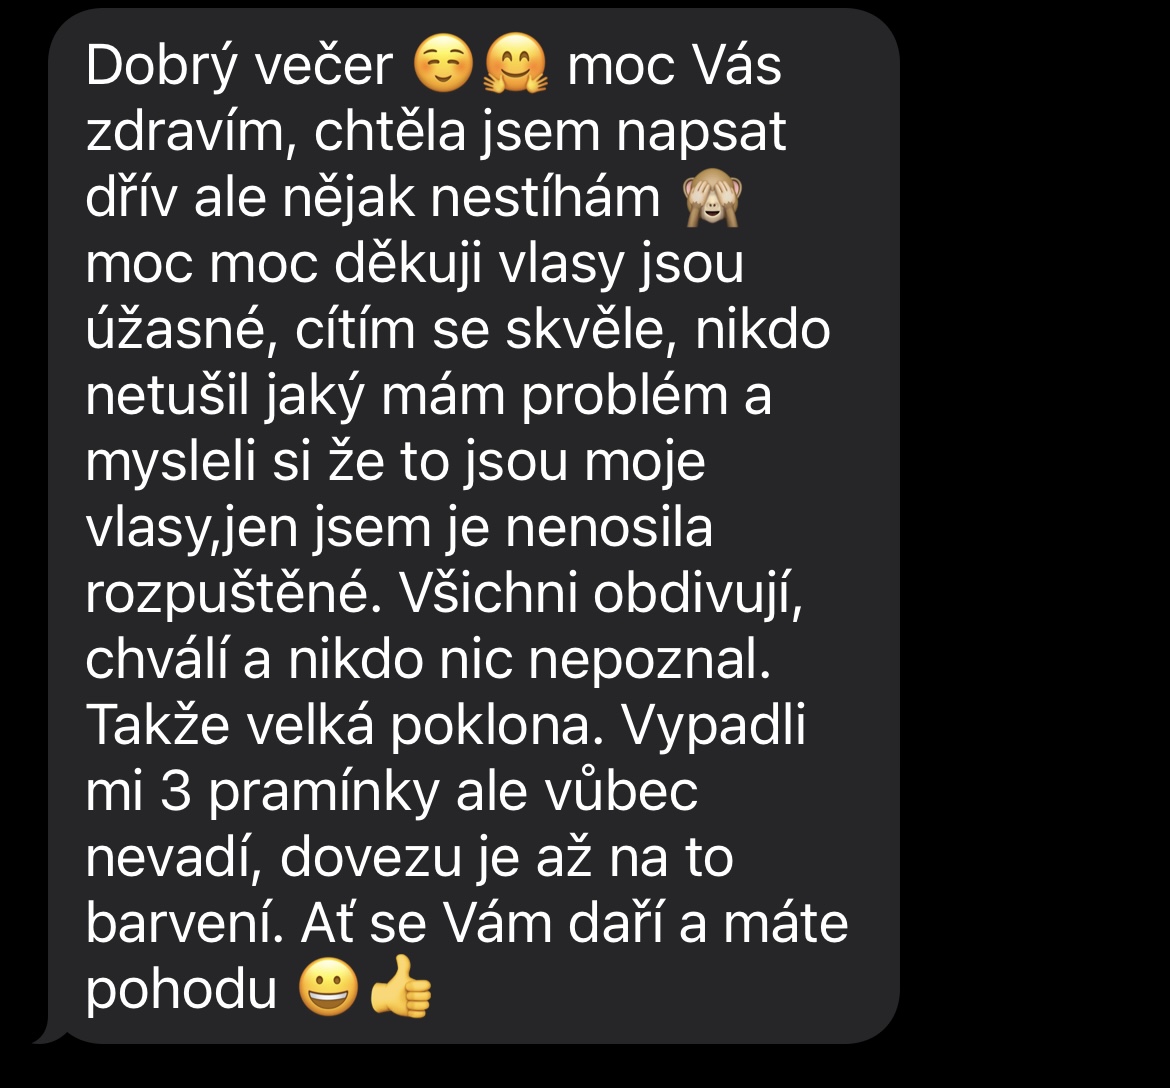 Dobrý večer ☺️🤗 moc Vás
zdravím, chtěla jsem napsat
dřív ale nějak nestíhám 🙈
moc moc děkuji vlasy jsou
úžasné, cítím se skvěle, nikdo
netušil jaký mám problém a
mysleli si že to jsou moje
vlasy,jen jsem je nenosila
rozpuštěné. Všichni obdivují,
chválí a nikdo nic nepoznal.
Takže velká poklona. Vypadli
mi 3 pramínky ale vůbec
nevadí, dovezu je až na to
barvení. Ať se Vám daří a máte
pohodu 😀👍